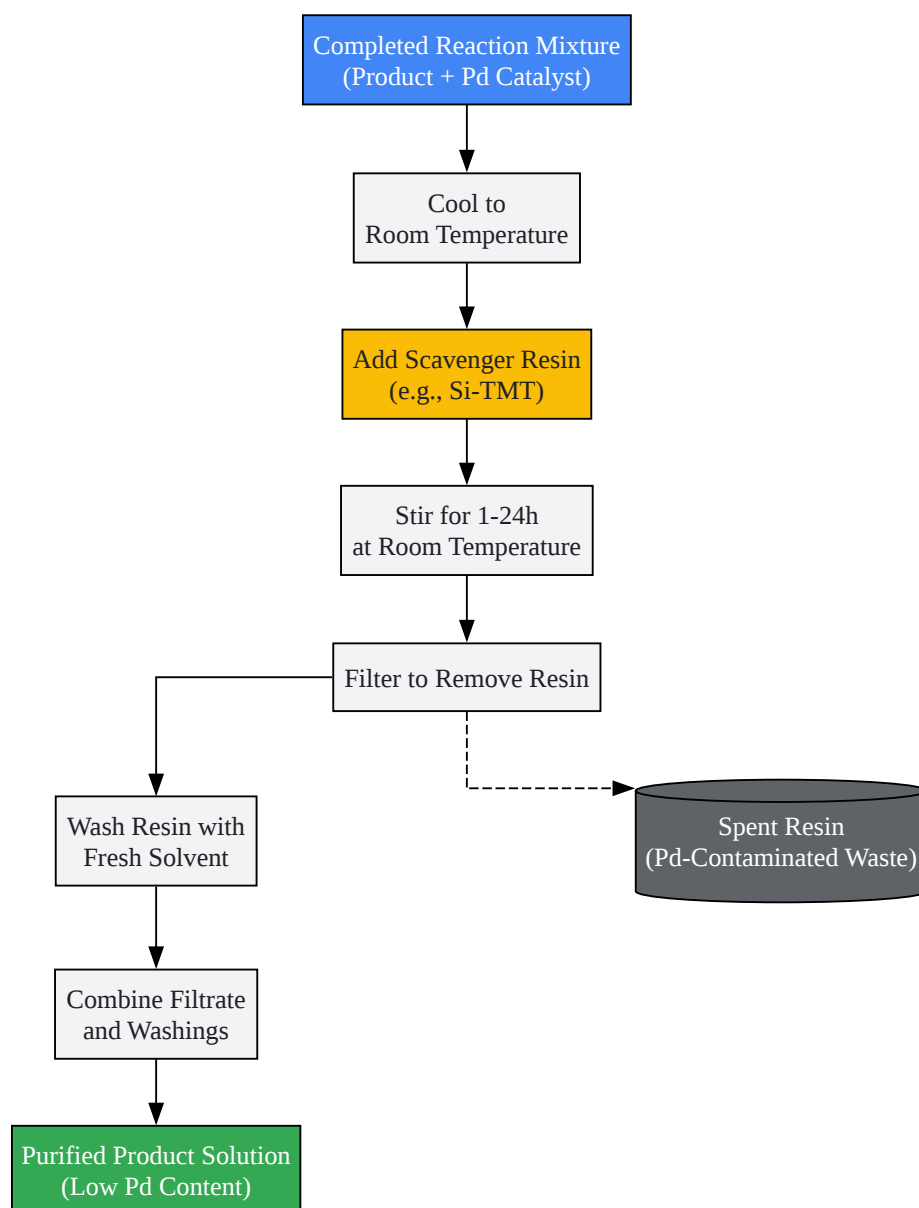 Completed Reaction Mixture
(Product + Pd Catalyst)
Cool to
Room Temperature
Add Scavenger Resin
(e.g., Si-TMT)
Stir for 1-24h
at Room Temperature
Filter to Remove Resin
Wash Resin with
Fresh Solvent
Spent Resin
(Pd-Contaminated Waste)
Combine Filtrate
and Washings
Purified Product Solution
(Low Pd Content)